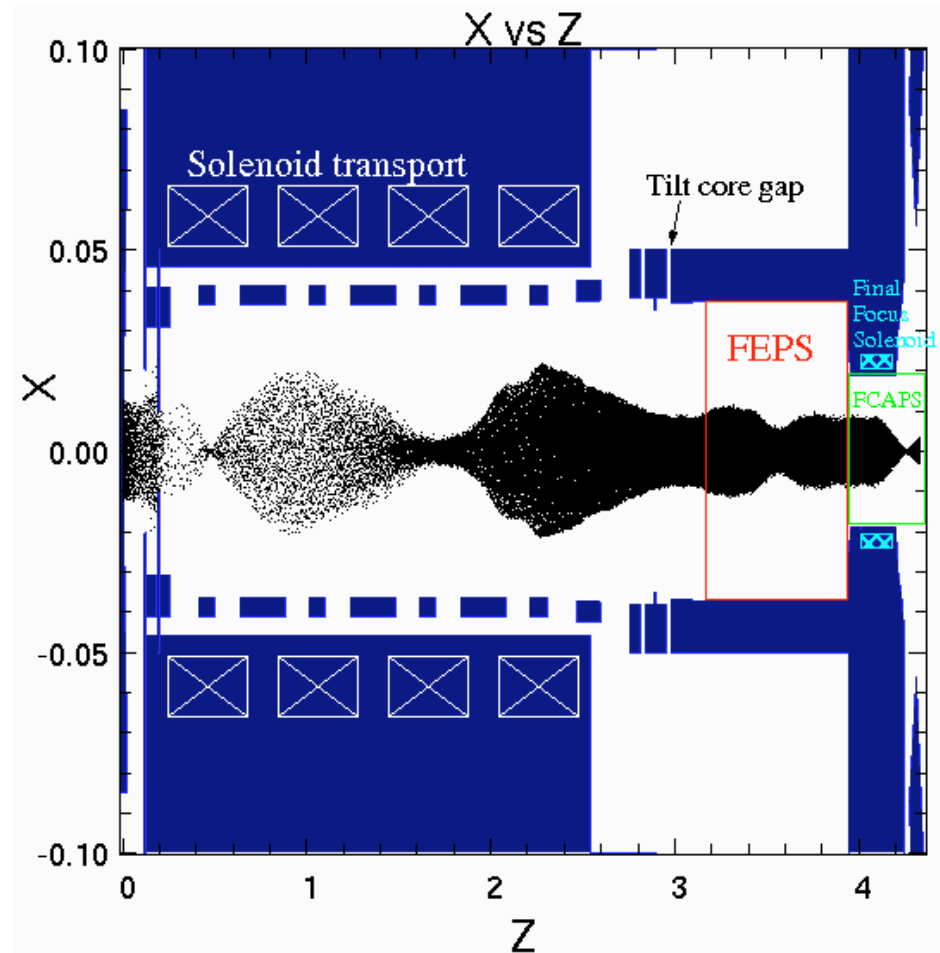 X vs Z
0.10
Solenoid transport
Tilt core gap
0.05
Final
Focus
Solenoid
FEPS
FCAPS
X
0.00
-0.05
-0.10
0
1
2
3
4
Z